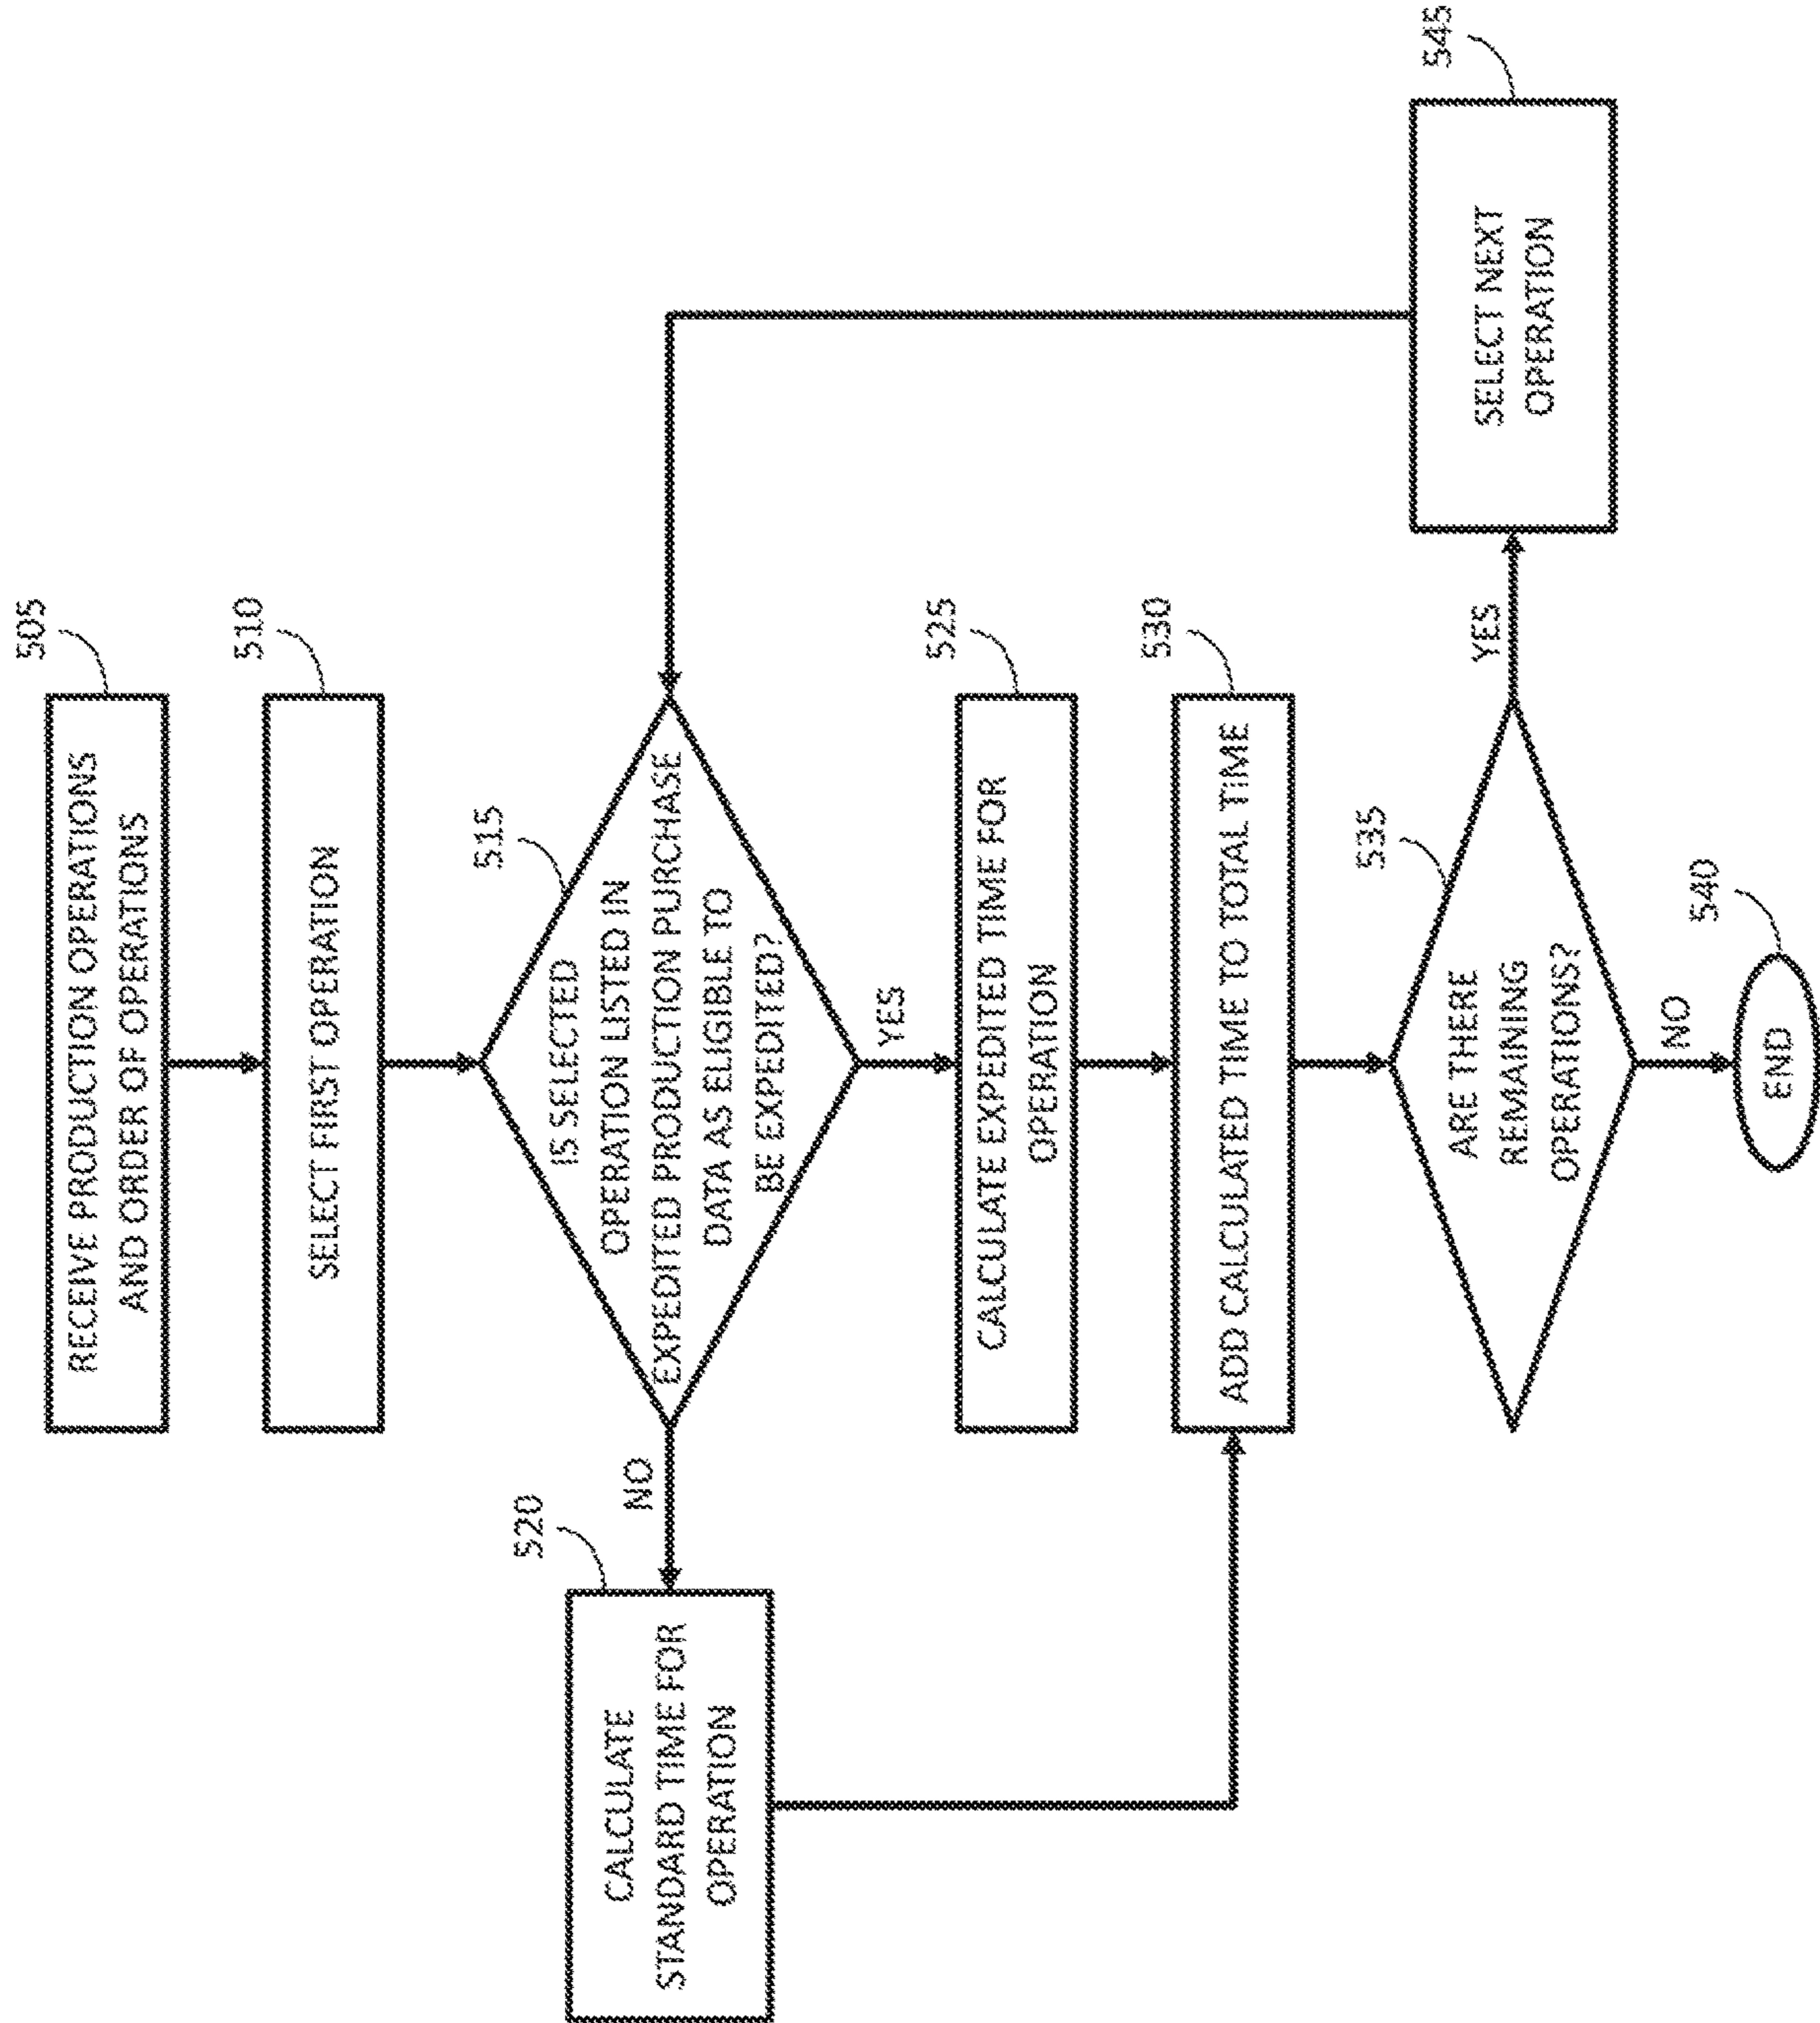 505
RECEIVE PRODUCTION OPERATIONS
AND ORDER OF OPERATIONS
510
SELECT FIRST OPERATION
515
IS SELECTED
OPERATION LISTED IN
EXPEDITED PRODUCTION PURCHASE
DATA AS ELIGIBLE TO
BE EXPEDITED?
NO
520
CALCULATE
STANDARD TIME FOR
OPERATION
YES
525
CALCULATE EXPEDITED TIME FOR
OPERATION
530
ADD CALCULATED TIME TO TOTAL TIME
535
ARE THERE
REMAINING
OPERATIONS?
YES
545
SELECT NEXT
OPERATION
NO
540
END